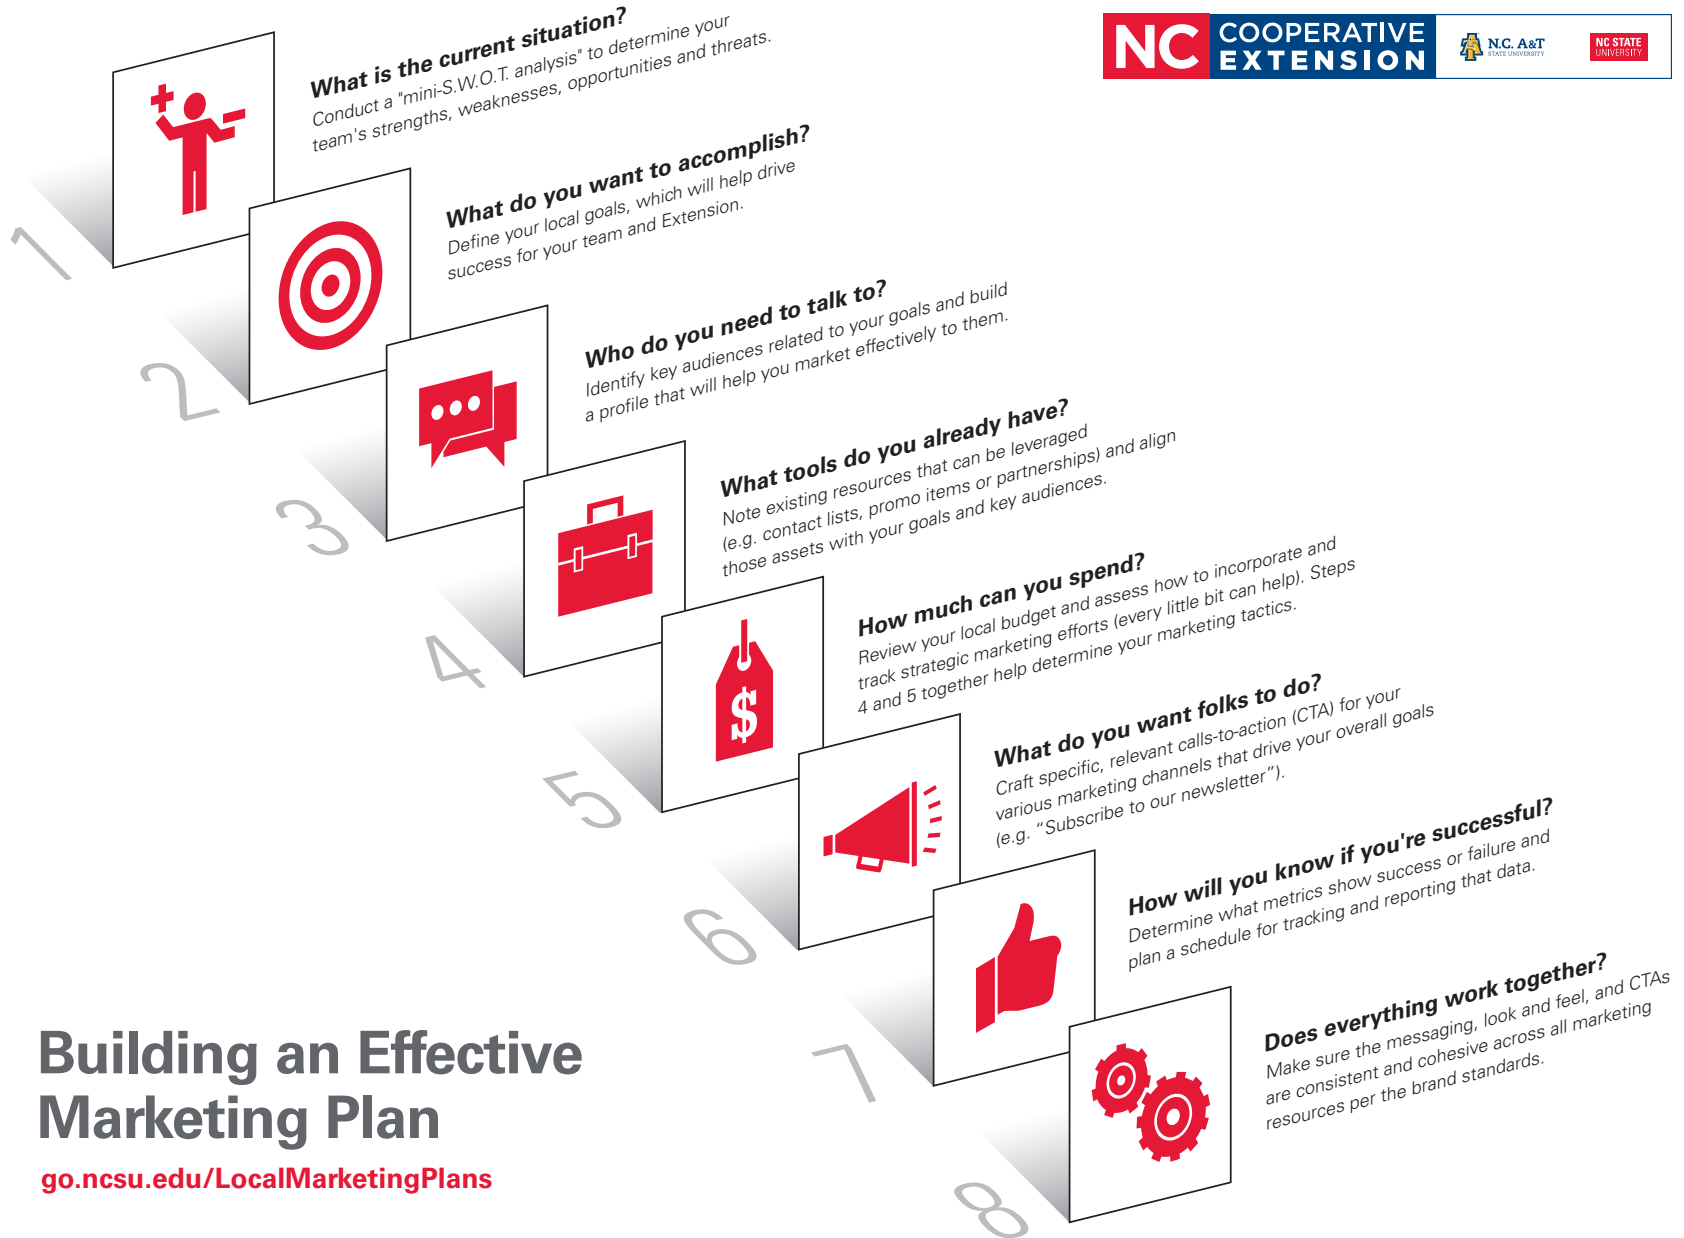 NC COOPERATIVE
EXTENSION
N.C. A&T
STATE UNIVERSITY
NC STATE
UNIVERSITY
1
What is the current situation?
Conduct a "mini-S.W.O.T. analysis" to determine your
team's strengths, weaknesses, opportunities and threats.
2
What do you want to accomplish?
Define your local goals, which will help drive
success for your team and Extension.
3
Who do you need to talk to?
Identify key audiences related to your goals and build
a profile that will help you market effectively to them.
4
What tools do you already have?
Note existing resources that can be leveraged
(e.g. contact lists, promo items or partnerships) and align
those assets with your goals and key audiences.
5
$
How much can you spend?
Review your local budget and assess how to incorporate and
track strategic marketing efforts (every little bit can help). Steps
4 and 5 together help determine your marketing tactics.
6
What do you want folks to do?
Craft specific, relevant calls-to-action (CTA) for your
various marketing channels that drive your overall goals
(e.g. “Subscribe to our newsletter”).
7
How will you know if you're successful?
Determine what metrics show success or failure and
plan a schedule for tracking and reporting that data.
8
Does everything work together?
Make sure the messaging, look and feel, and CTAs
are consistent and cohesive across all marketing
resources per the brand standards.
Building an Effective
Marketing Plan
go.ncsu.edu/LocalMarketingPlans